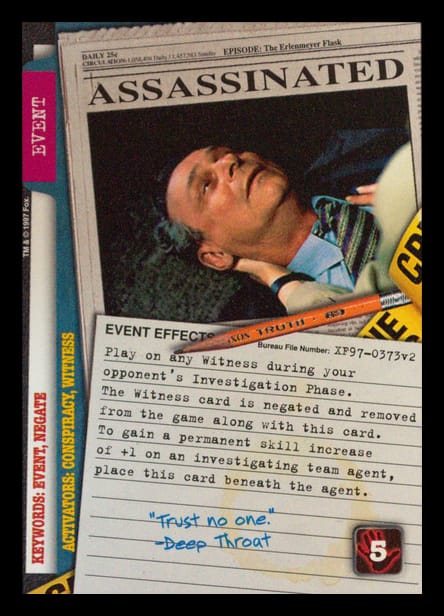 DAILY 25¢
EPISODE: The Erlenmeyer Flask
ASSASSINATED
EVENT
TM & © 1997 Fox.
KEYWORDS: EVENT, NEGATE
ACTIVATORS: CONSPIRACY, WITNESS
TRUTH
EVENT EFFECTS
Bureau File Number: XF97-0373v2
Play on any Witness during your
opponent's Investigation Phase.
The Witness card is negated and removed
from the game along with this card.
To gain a permanent skill increase
of +1 on an investigating team agent,
place this card beneath the agent.
"Trust no one."
-Deep Throat
5